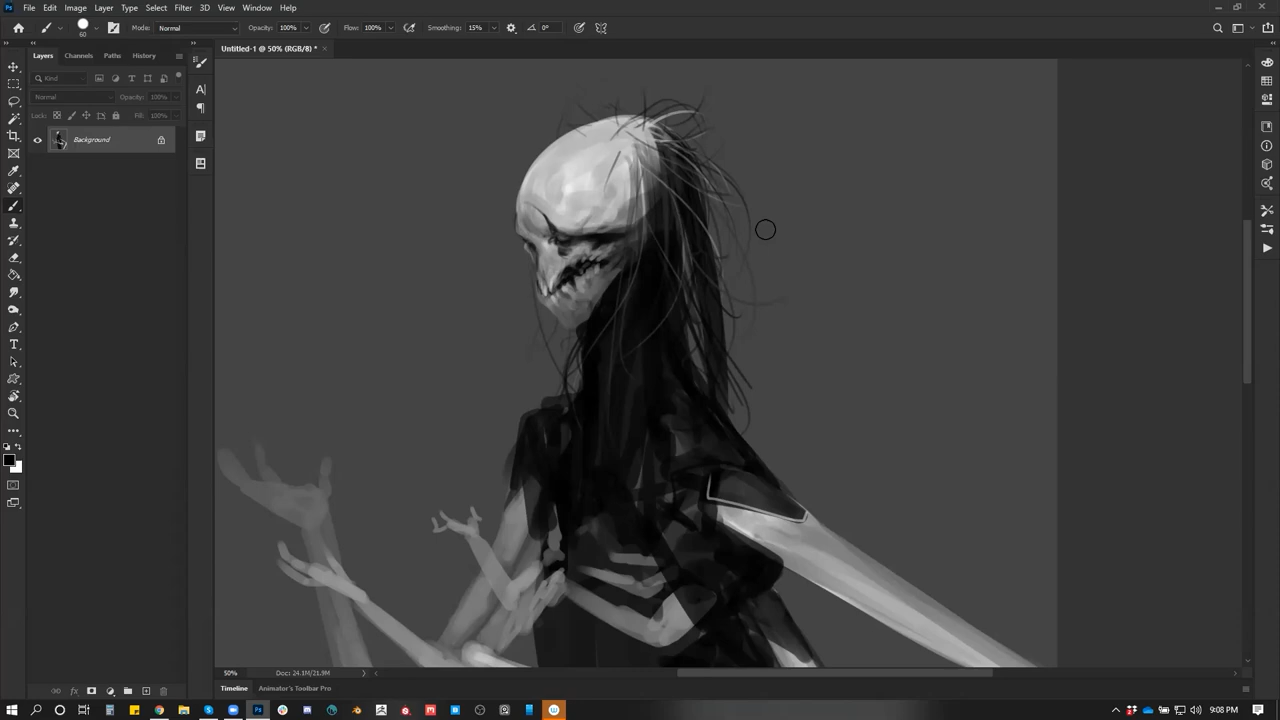 Ps File Edit Image Layer Type Select Filter 3D View Window Help
60 Mode: Normal Opacity: 100% Flow: 100% Smoothing: 15% 0°
Layers Channels Paths History
Untitled-1 @ 50% (RGB/8) *
Kind
Normal Opacity: 100%
Lock: Fill: 100%
Background
50% Doc: 24.1M/21.9M
Timeline Animator's Toolbar Pro
9:08 PM